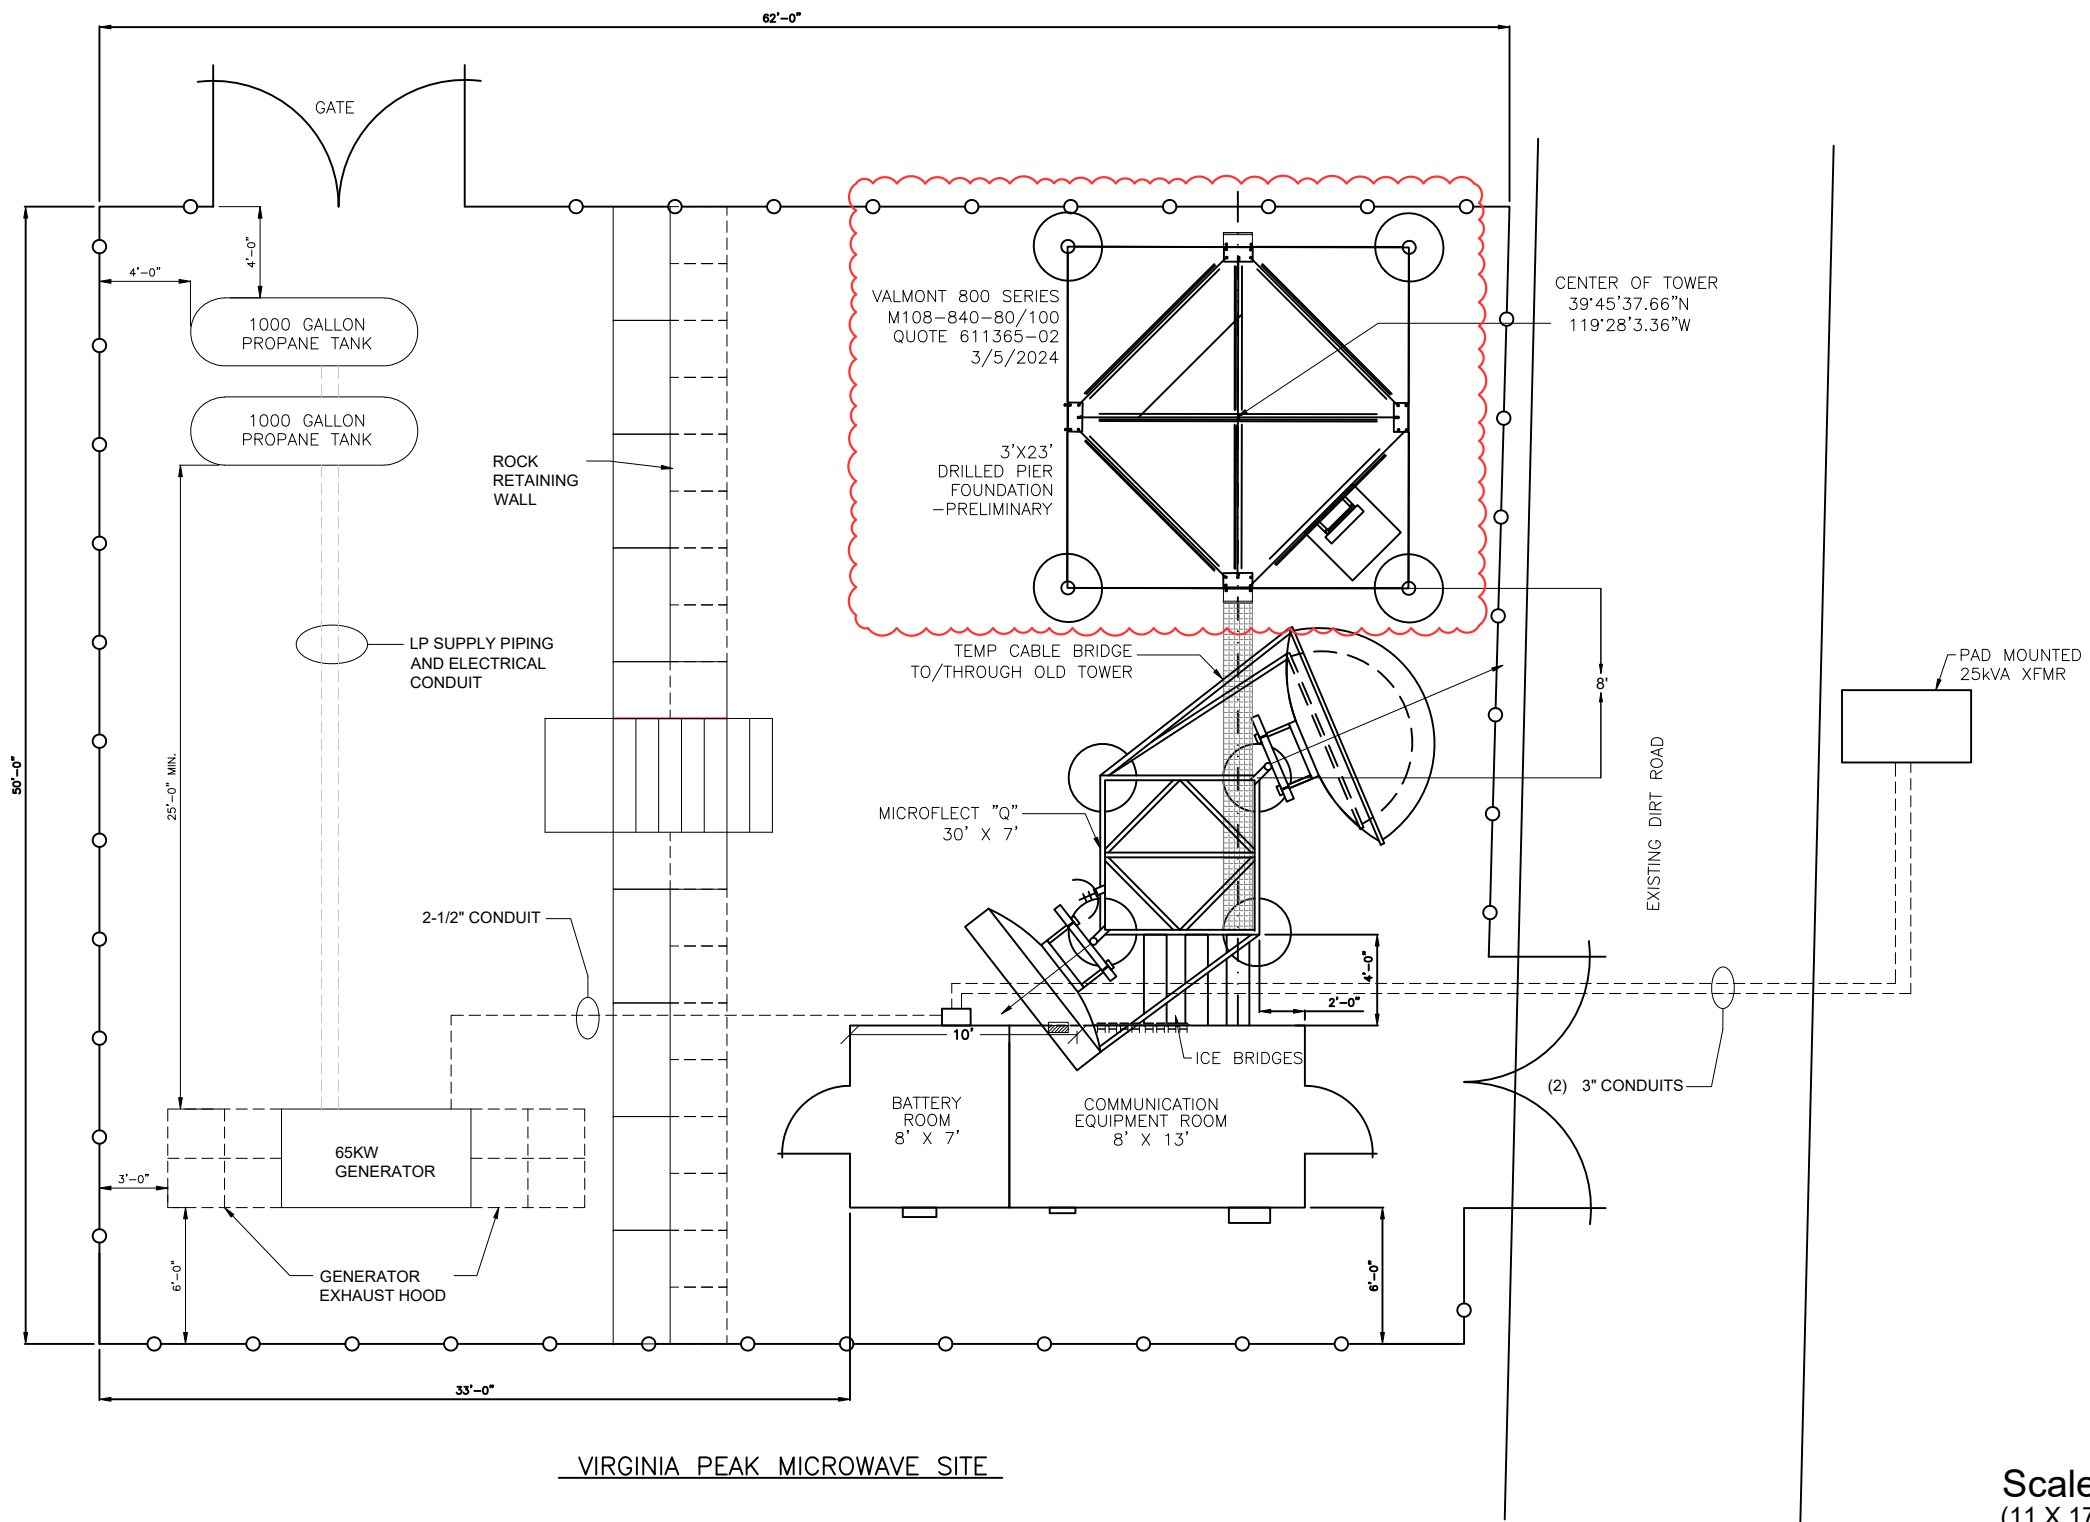 62'-0"
GATE
4'-0"
4'-0"
1000 GALLON
PROPANE TANK
1000 GALLON
PROPANE TANK
VALMONT 800 SERIES
M108-840-80/100
QUOTE 611365-02
3/5/2024
CENTER OF TOWER
39°45'37.66"N
119°28'3.36"W
3'X23'
DRILLED PIER
FOUNDATION
-PRELIMINARY
ROCK
RETAINING
WALL
LP SUPPLY PIPING
AND ELECTRICAL
CONDUIT
TEMP CABLE BRIDGE
TO/THROUGH OLD TOWER
8'
PAD MOUNTED
25kVA XFMR
50'-0"
25'-0" MIN.
MICROFLECT "Q"
30' X 7'
EXISTING DIRT ROAD
2-1/2" CONDUIT
4'-0"
2'-0"
10'
ICE BRIDGES
(2) 3" CONDUITS
BATTERY
ROOM
8' X 7'
COMMUNICATION
EQUIPMENT ROOM
8' X 13'
65KW
GENERATOR
3'-0"
6'-0"
GENERATOR
EXHAUST HOOD
6'-0"
33'-0"
VIRGINIA PEAK MICROWAVE SITE
Scale
(11 X 17